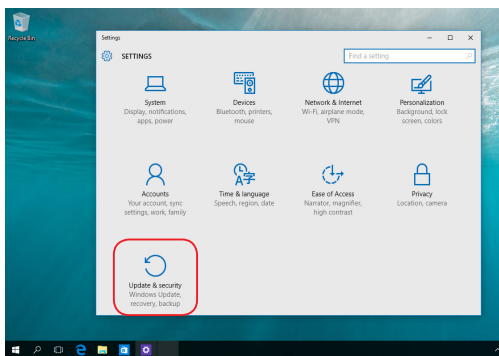 Recycle Bin
Settings
SETTINGS
Find a setting
System
Display, notifications,
apps, power
Devices
Bluetooth, printers,
mouse
Network & Internet
Wi-Fi, airplane mode,
VPN
Personalization
Background, lock
screen, colors
Accounts
Your account, sync
settings, work, family
Time & language
Speech, region, date
Ease of Access
Narrator, magnifier,
high contrast
Privacy
Location, camera
Update & security
Windows Update,
recovery, backup